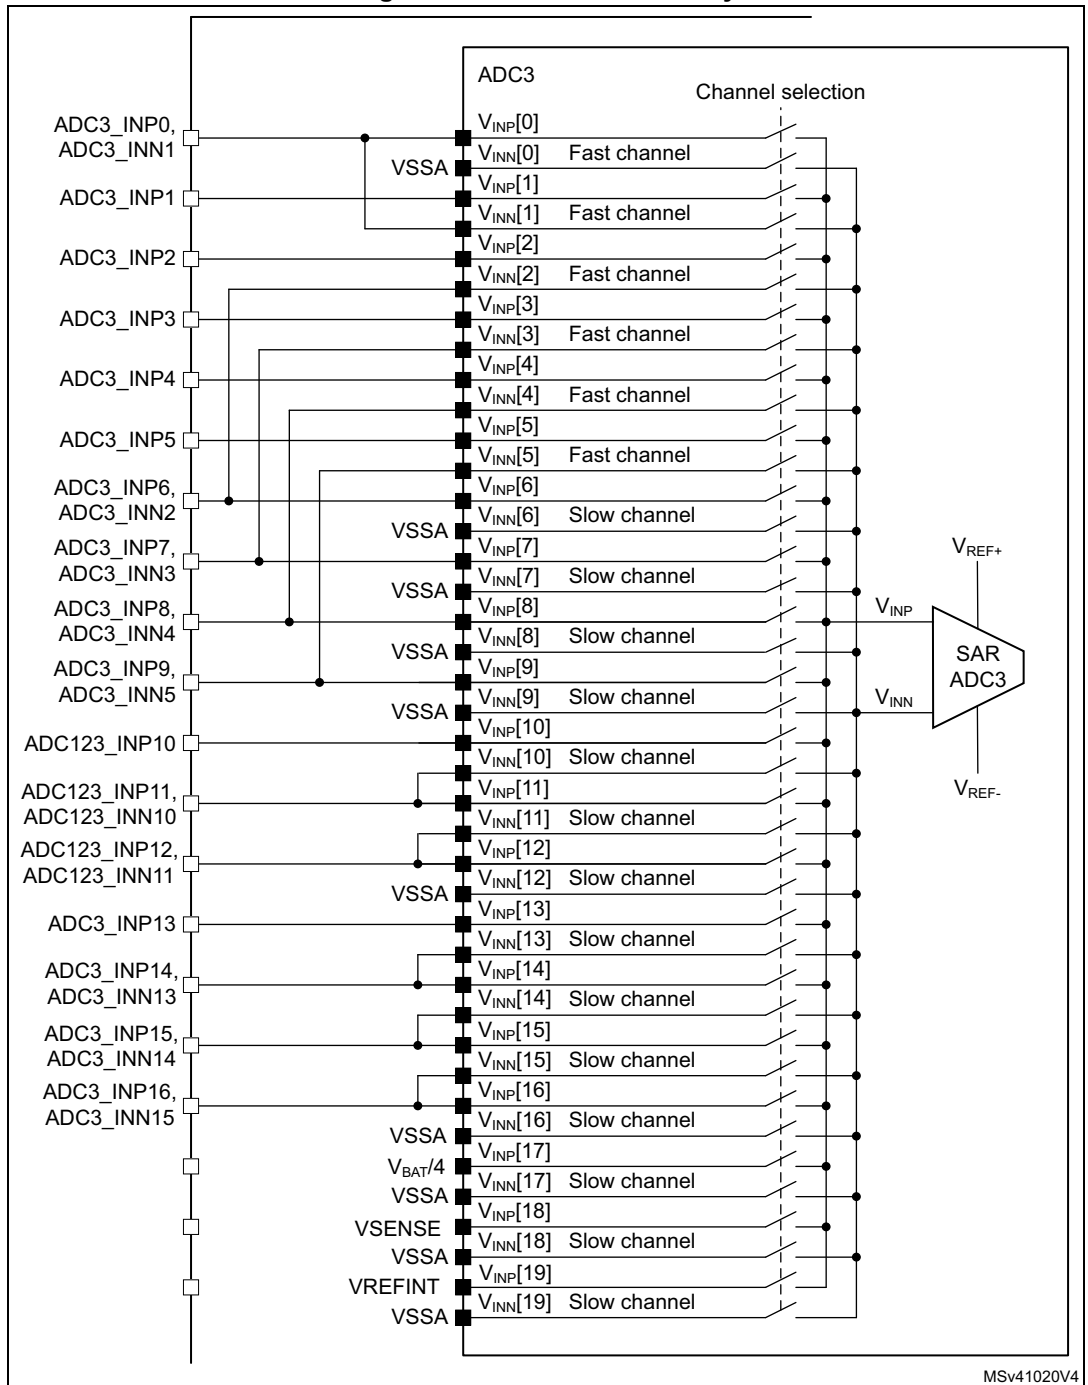 ADC3
Channel selection
ADC3_INP0,
ADC3_INN1
VINP[0]
VSSA
VINN[0] Fast channel
ADC3_INP1
VINP[1]
VINN[1] Fast channel
ADC3_INP2
VINP[2]
VINN[2] Fast channel
ADC3_INP3
VINP[3]
VINN[3] Fast channel
ADC3_INP4
VINP[4]
VINN[4] Fast channel
ADC3_INP5
VINP[5]
VINN[5] Fast channel
ADC3_INP6,
ADC3_INN2
VINP[6]
VSSA
VINN[6] Slow channel
ADC3_INP7,
ADC3_INN3
VINP[7]
VSSA
VINN[7] Slow channel
ADC3_INP8,
ADC3_INN4
VINP[8]
VSSA
VINN[8] Slow channel
ADC3_INP9,
ADC3_INN5
VINP[9]
VSSA
VINN[9] Slow channel
ADC123_INP10
VINP[10]
VINN[10] Slow channel
ADC123_INP11,
ADC123_INN10
VINP[11]
VINN[11] Slow channel
ADC123_INP12,
ADC123_INN11
VINP[12]
VSSA
VINN[12] Slow channel
ADC3_INP13
VINP[13]
VINN[13] Slow channel
ADC3_INP14,
ADC3_INN13
VINP[14]
VINN[14] Slow channel
ADC3_INP15,
ADC3_INN14
VINP[15]
VINN[15] Slow channel
ADC3_INP16,
ADC3_INN15
VINP[16]
VSSA
VINN[16] Slow channel
VBAT/4
VINP[17]
VSSA
VINN[17] Slow channel
VSENSE
VINP[18]
VSSA
VINN[18] Slow channel
VREFINT
VINP[19]
VSSA
VINN[19] Slow channel
VREF+
VINP
SAR
ADC3
VINN
VREF-
MSv41020V4